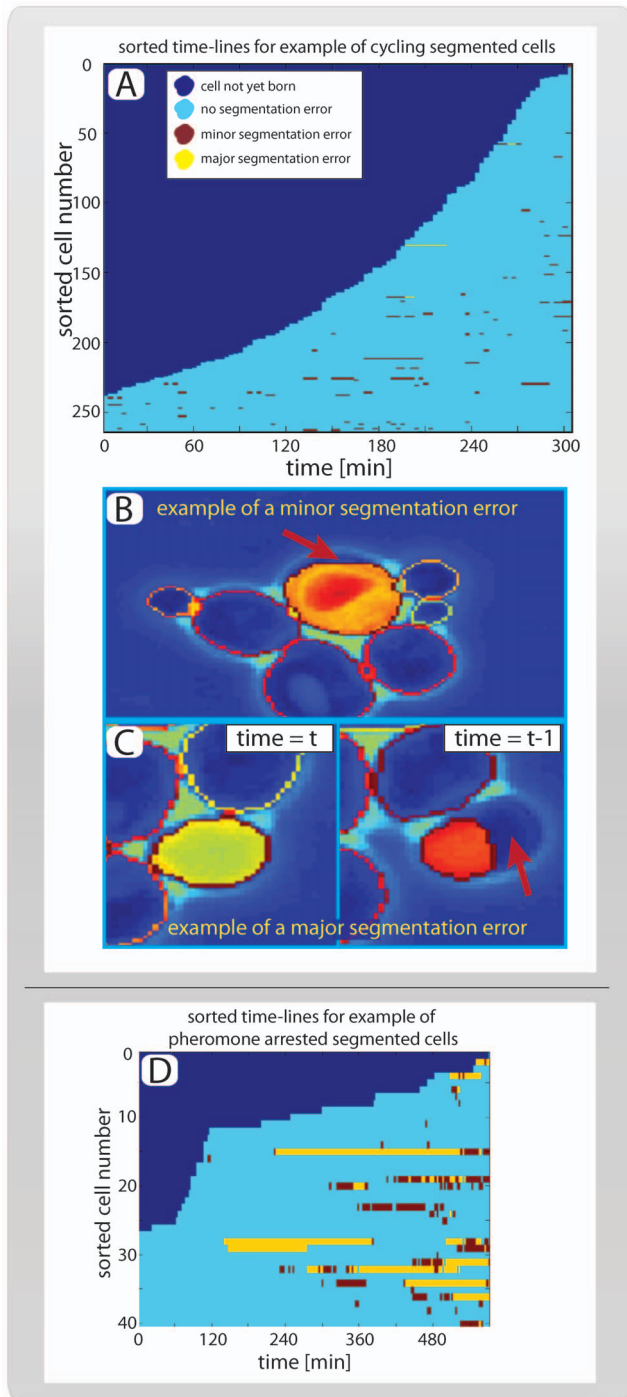 sorted time-lines for example of cycling segmented cells
A
cell not yet born
no segmentation error
minor segmentation error
major segmentation error
sorted cell number
0
50
100
150
200
250
0 60 120 180 240 300
time [min]
B
example of a minor segmentation error
C
time = t
time = t-1
example of a major segmentation error
sorted time-lines for example of
pheromone arrested segmented cells
D
sorted cell number
0
10
20
30
40
0 120 240 360 480
time [min]